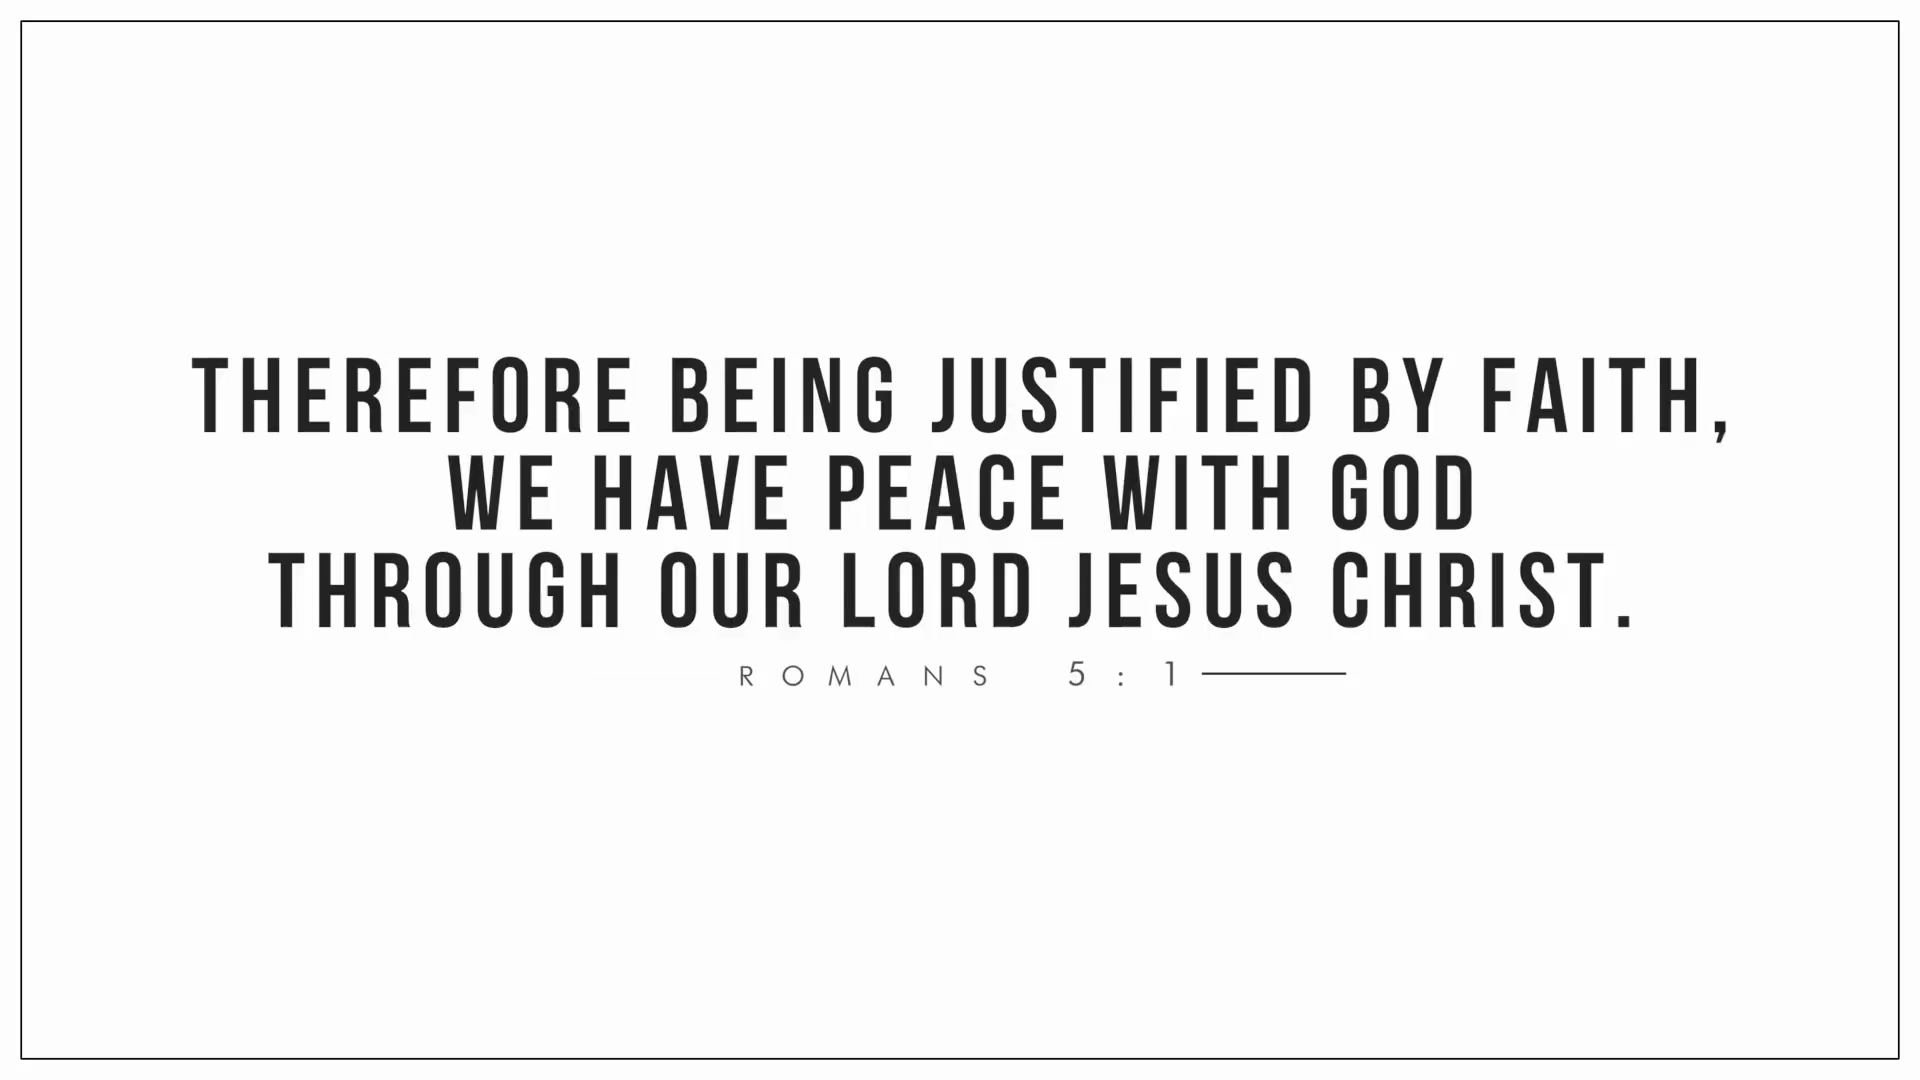 THEREFORE BEING JUSTIFIED BY FAITH,
WE HAVE PEACE WITH GOD
THROUGH OUR LORD JESUS CHRIST.
ROMANS 5:1